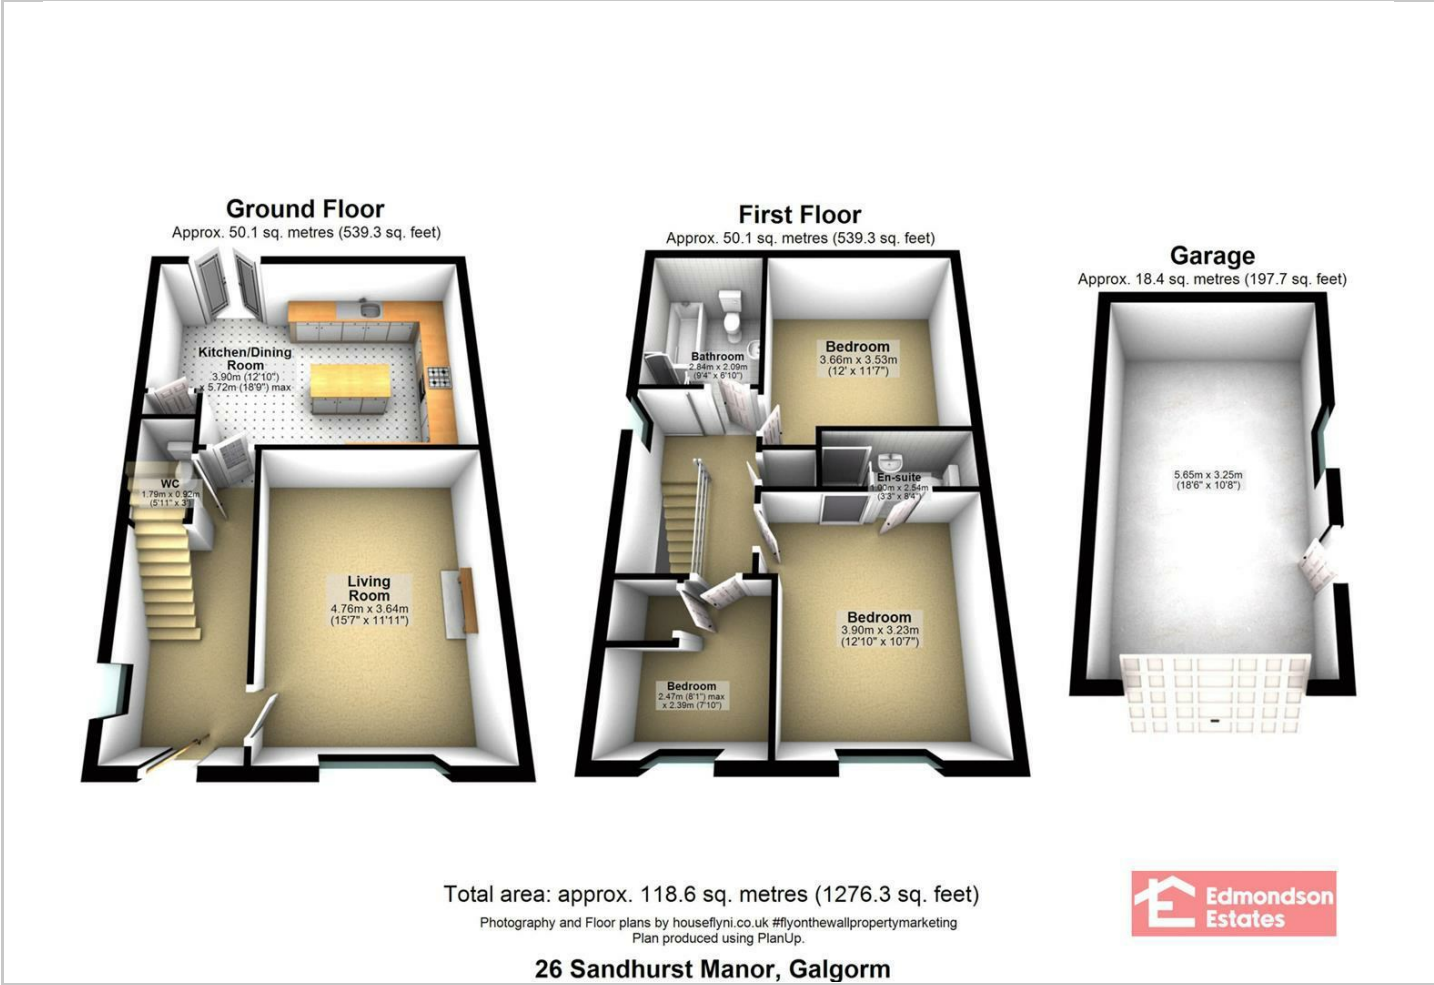 Ground Floor
Approx. 50.1 sq. metres (539.3 sq. feet)
Kitchen/Dining
Room
3.90m (12'10")
x 5.72m (18'9") max
WC
1.79m x 0.92m
(5'11" x 3')
Living
Room
4.76m x 3.64m
(15'7" x 11'11")
First Floor
Approx. 50.1 sq. metres (539.3 sq. feet)
Bathroom
2.84m x 2.09m
(9'4" x 6'10")
Bedroom
3.66m x 3.53m
(12' x 11'7")
En-suite
1.00m x 2.54m
(3'3" x 8'4")
Bedroom
3.90m x 3.23m
(12'10" x 10'7")
Bedroom
2.47m (8'1") max
x 2.39m (7'10")
Garage
Approx. 18.4 sq. metres (197.7 sq. feet)
5.65m x 3.25m
(18'6" x 10'8")
Total area: approx. 118.6 sq. metres (1276.3 sq. feet)
Photography and Floor plans by houseflyni.co.uk #flyonthewallpropertymarketing
Plan produced using PlanUp.
26 Sandhurst Manor, Galgorm
Edmondson
Estates